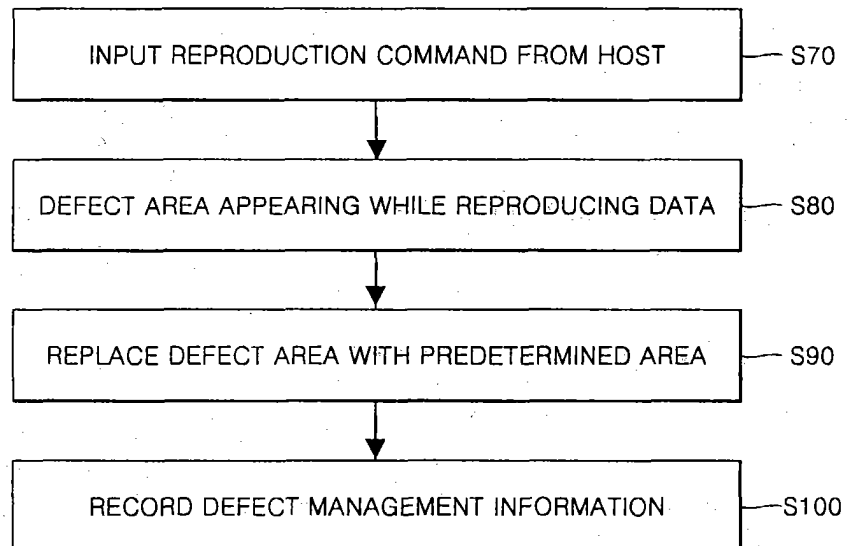 INPUT REPRODUCTION COMMAND FROM HOST S70
DEFECT AREA APPEARING WHILE REPRODUCING DATA S80
REPLACE DEFECT AREA WITH PREDETERMINED AREA S90
RECORD DEFECT MANAGEMENT INFORMATION S100